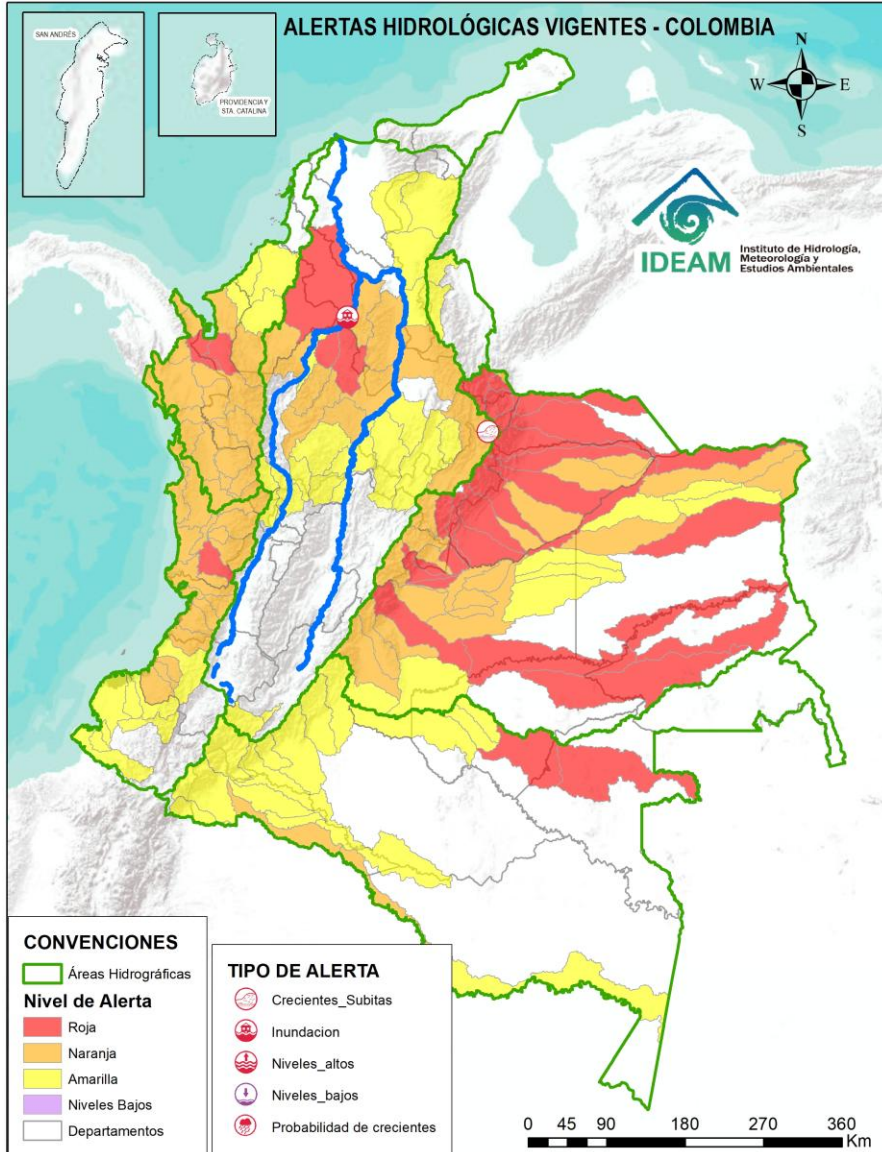 ALERTAS HIDROLÓGICAS VIGENTES - COLOMBIA
SAN ANDRÉS
PROVIDENCIA Y
STA. CATALINA
N
W
E
S
IDEAM
Instituto de Hidrología,
Meteorología y
Estudios Ambientales
CONVENCIONES
Áreas Hidrográficas
Nivel de Alerta
Roja
Naranja
Amarilla
Niveles Bajos
Departamentos
TIPO DE ALERTA
Crecientes_Subitas
Inundacion
Niveles_altos
Niveles_bajos
Probabilidad de crecientes
0 45 90 180 270 360
Km